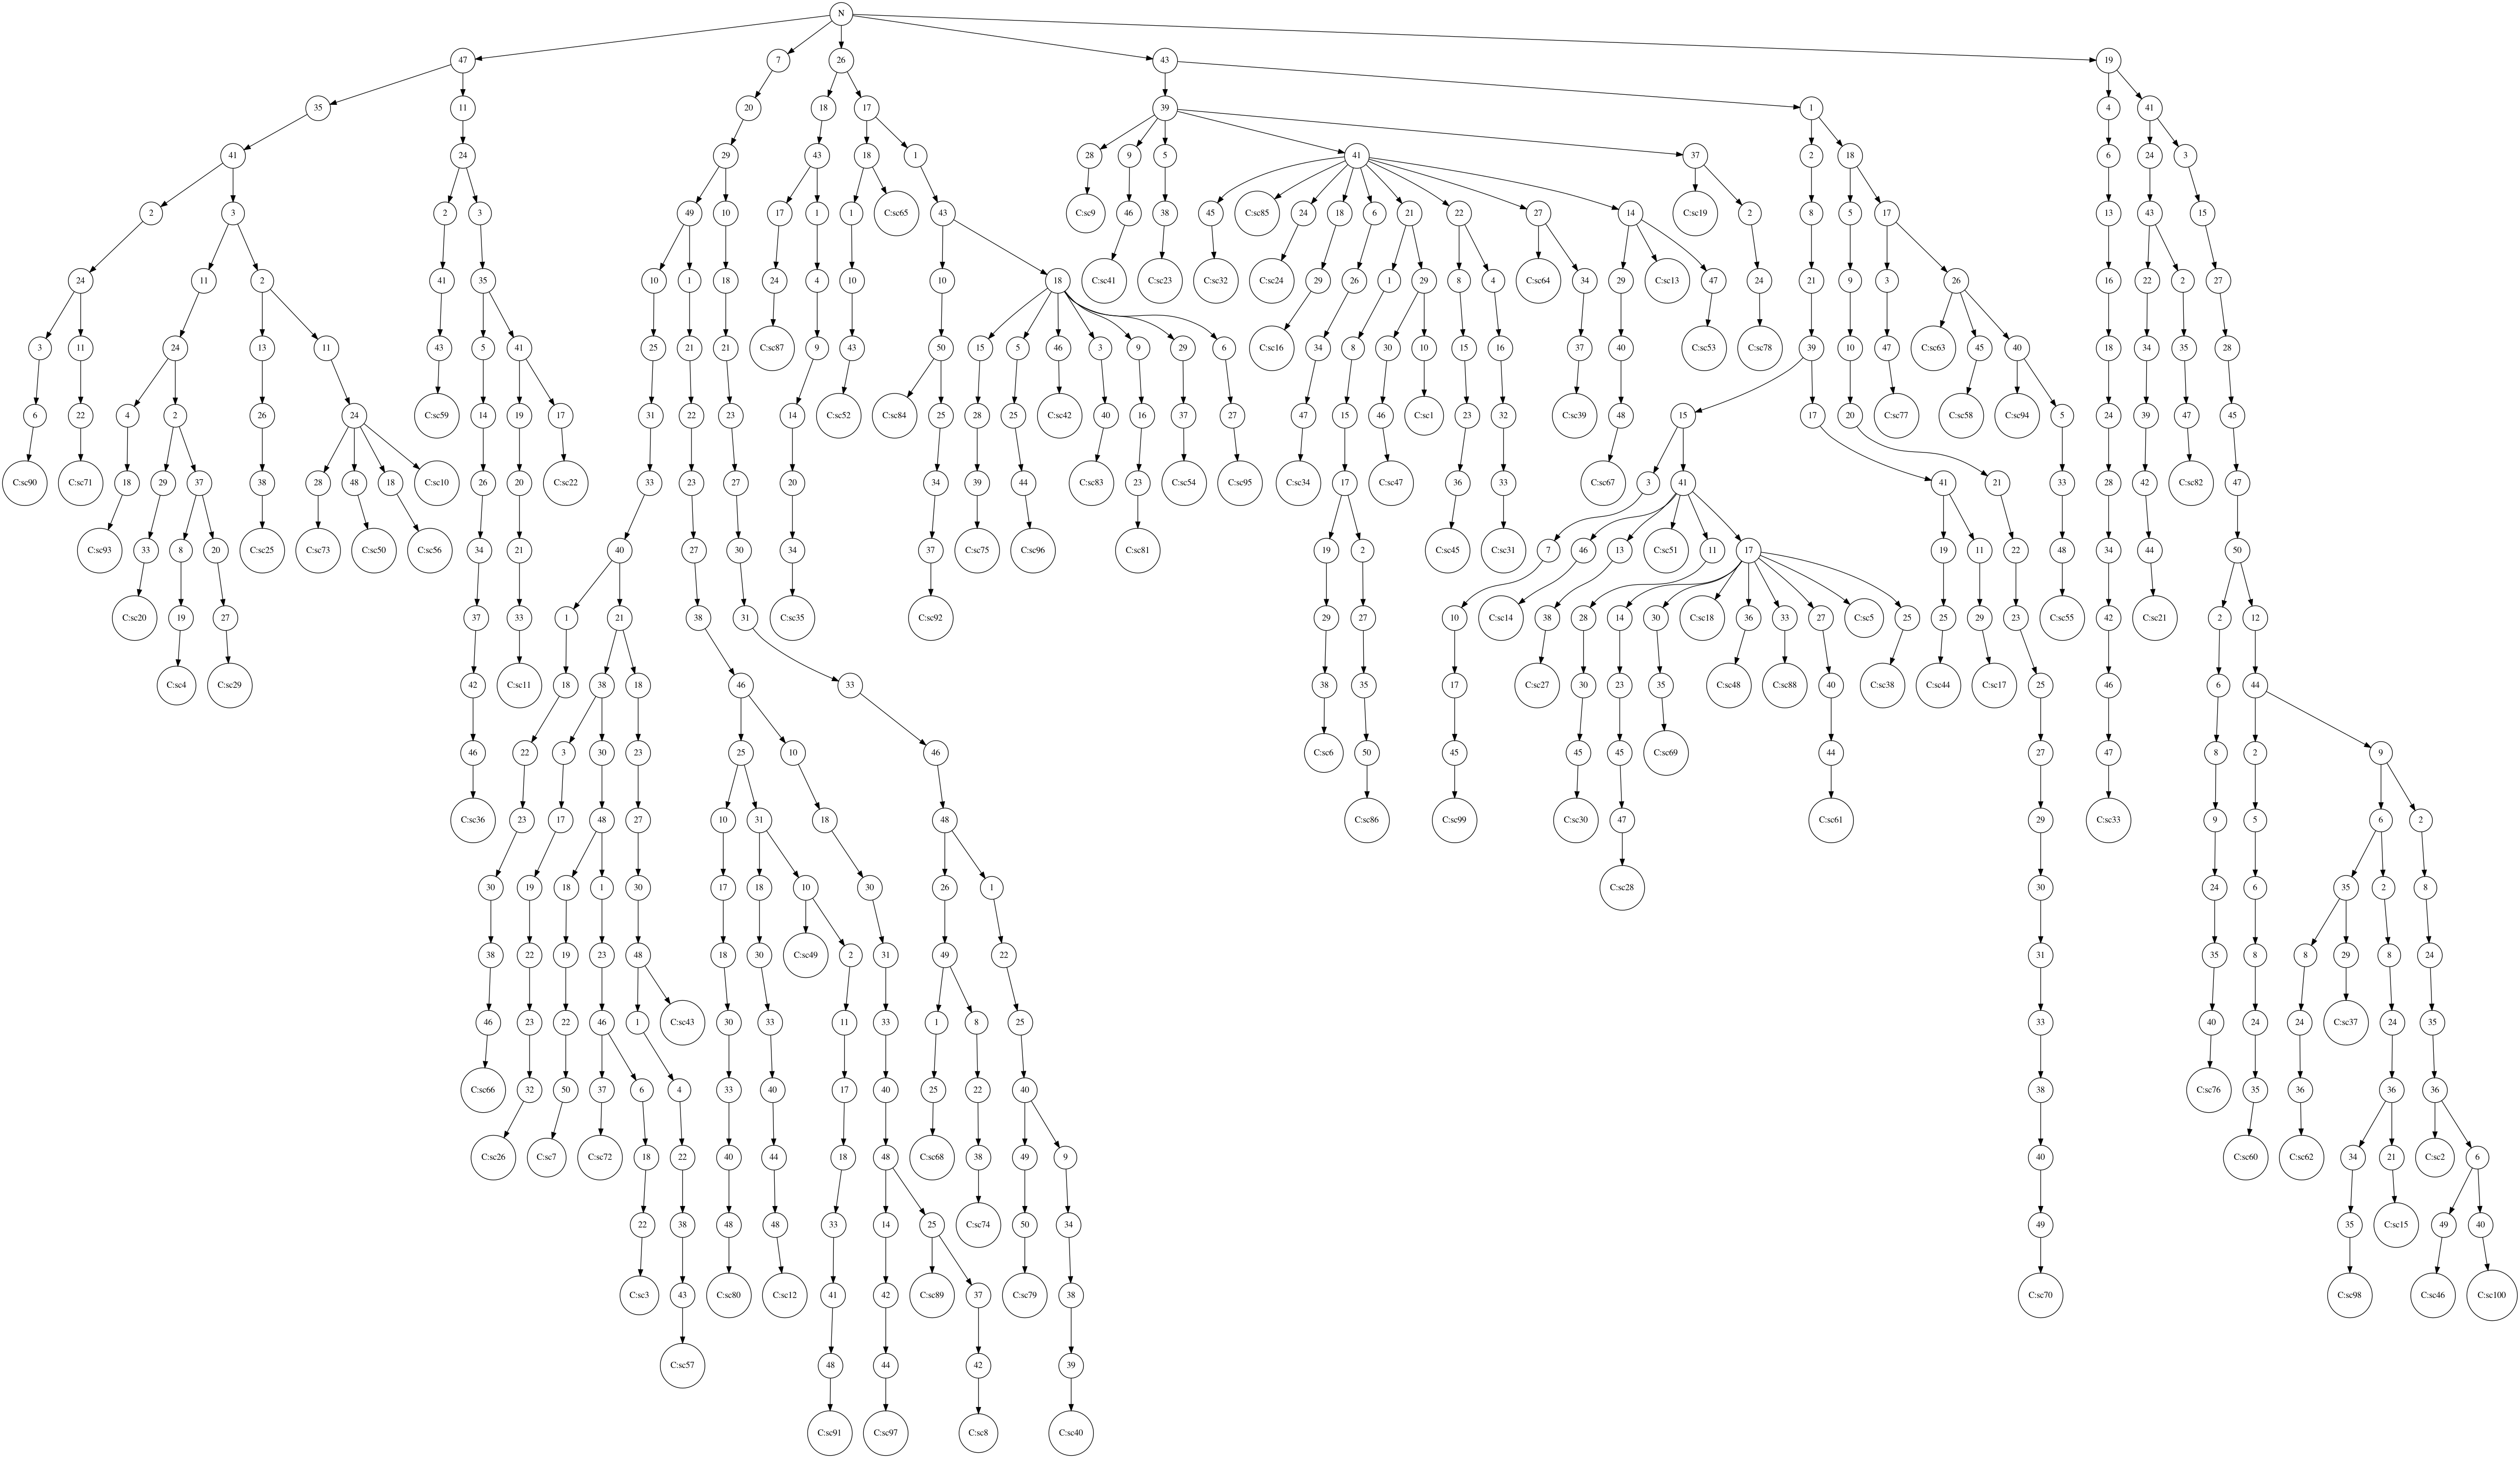 N
47 7 26 43 19
35 11 20 18 17 39 1 4 41
41 24 29 43 18 1 28 9 5 41 37 2 18 6 24 3
2 3 2 3 49 10 17 1 1 C:sc65 43 C:sc9 46 38 45 C:sc85 24 18 6 21 22 27 14 C:sc19 2 8 5 17 13 43 15
24 11 2 41 35 10 1 18 24 4 10 10 18 C:sc41 C:sc23 C:sc32 C:sc24 29 26 1 29 8 4 C:sc64 34 29 C:sc13 47 24 21 9 3 26 16 22 2 27
3 11 24 13 11 43 5 41 25 21 21 C:sc87 9 43 50 15 5 46 3 9 29 6 C:sc16 34 8 30 10 15 16 37 40 C:sc53 C:sc78 39 10 47 C:sc63 45 40 18 34 35 28
6 22 4 2 26 24 C:sc59 14 19 17 31 22 23 14 C:sc52 C:sc84 25 28 25 C:sc42 40 16 37 27 47 15 46 C:sc1 23 32 C:sc39 48 15 17 20 C:sc77 C:sc58 C:sc94 5 24 39 47 45
C:sc90 C:sc71 18 29 37 38 28 48 18 C:sc10 26 20 C:sc22 33 23 27 20 34 39 44 C:sc83 23 C:sc54 C:sc95 C:sc34 17 C:sc47 36 33 C:sc67 3 41 41 21 33 28 42 C:sc82 47
C:sc93 33 8 20 C:sc25 C:sc73 C:sc50 C:sc56 34 21 40 27 30 34 37 C:sc75 C:sc96 C:sc81 19 2 C:sc45 C:sc31 7 46 13 C:sc51 11 17 19 11 22 48 34 44 50
C:sc20 19 27 37 33 1 21 38 31 C:sc35 C:sc92 29 27 10 C:sc14 38 28 14 30 C:sc18 36 33 27 C:sc5 25 25 29 23 C:sc55 42 C:sc21 2 12
C:sc4 C:sc29 42 C:sc11 18 38 18 46 33 38 35 17 C:sc27 30 23 35 C:sc48 C:sc88 40 C:sc38 C:sc44 C:sc17 25 46 6 44
46 22 3 30 23 25 10 46 C:sc6 50 45 45 45 C:sc69 44 27 47 8 2 9
C:sc36 23 17 48 27 10 31 18 48 C:sc86 C:sc99 C:sc30 47 C:sc61 29 C:sc33 9 5 6 2
30 19 18 1 30 17 18 10 30 26 1 C:sc28 30 24 6 35 2 8
38 22 19 23 48 18 30 C:sc49 2 31 49 22 31 35 8 8 29 8 24
46 23 22 46 1 C:sc43 30 33 11 33 1 8 25 33 40 24 24 C:sc37 24 35
C:sc66 32 50 37 6 4 33 40 17 40 25 22 40 38 C:sc76 35 36 36 36
C:sc26 C:sc7 C:sc72 18 22 40 44 18 48 C:sc68 38 49 9 40 C:sc60 C:sc62 34 21 C:sc2 6
22 38 48 48 33 14 25 C:sc74 50 34 49 35 C:sc15 49 40
C:sc3 43 C:sc80 C:sc12 41 42 C:sc89 37 C:sc79 38 C:sc70 C:sc98 C:sc46 C:sc100
C:sc57 48 44 42 39
C:sc91 C:sc97 C:sc8 C:sc40